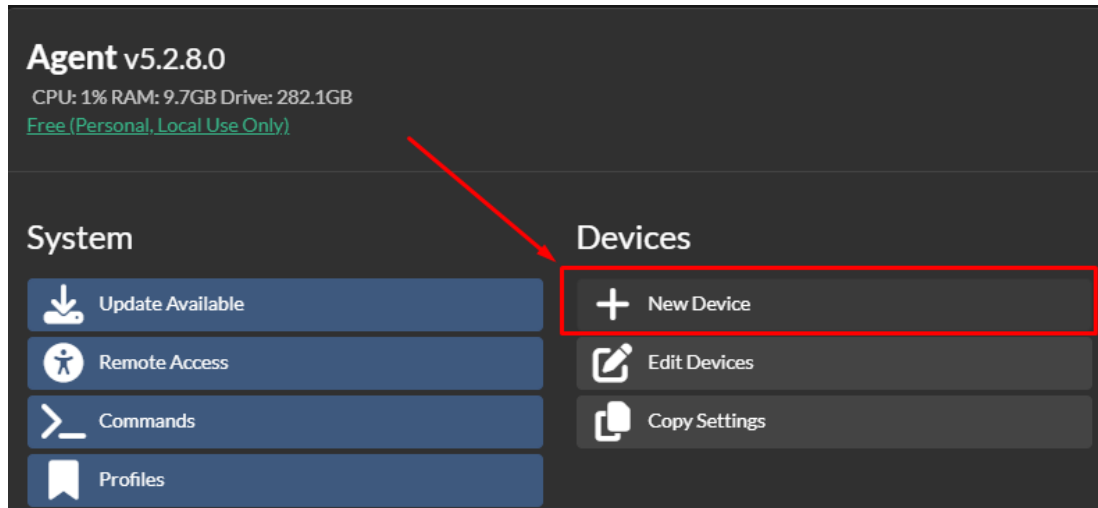 Agent v5.2.8.0
CPU: 1% RAM: 9.7GB Drive: 282.1GB
Free (Personal, Local Use Only)
System
Update Available
Remote Access
Commands
Profiles
Devices
New Device
Edit Devices
Copy Settings